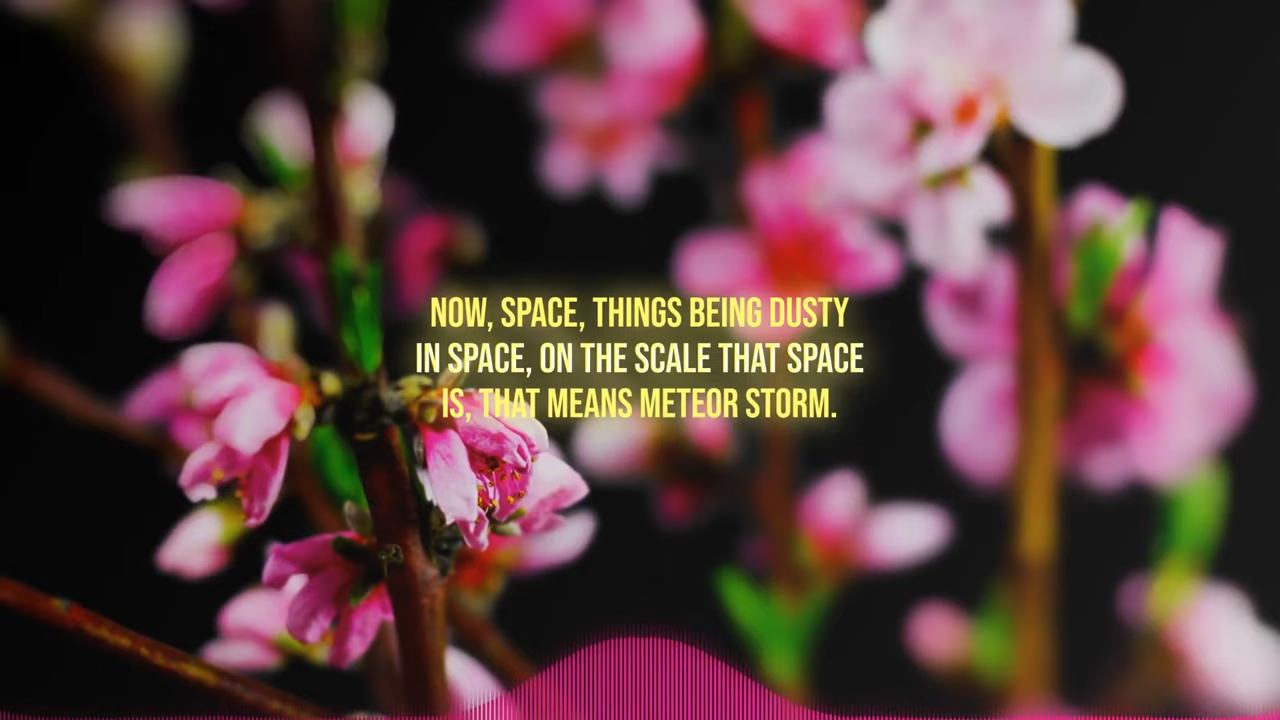 NOW, SPACE, THINGS BEING DUSTY
IN SPACE, ON THE SCALE THAT SPACE
IS, THAT MEANS METEOR STORM.